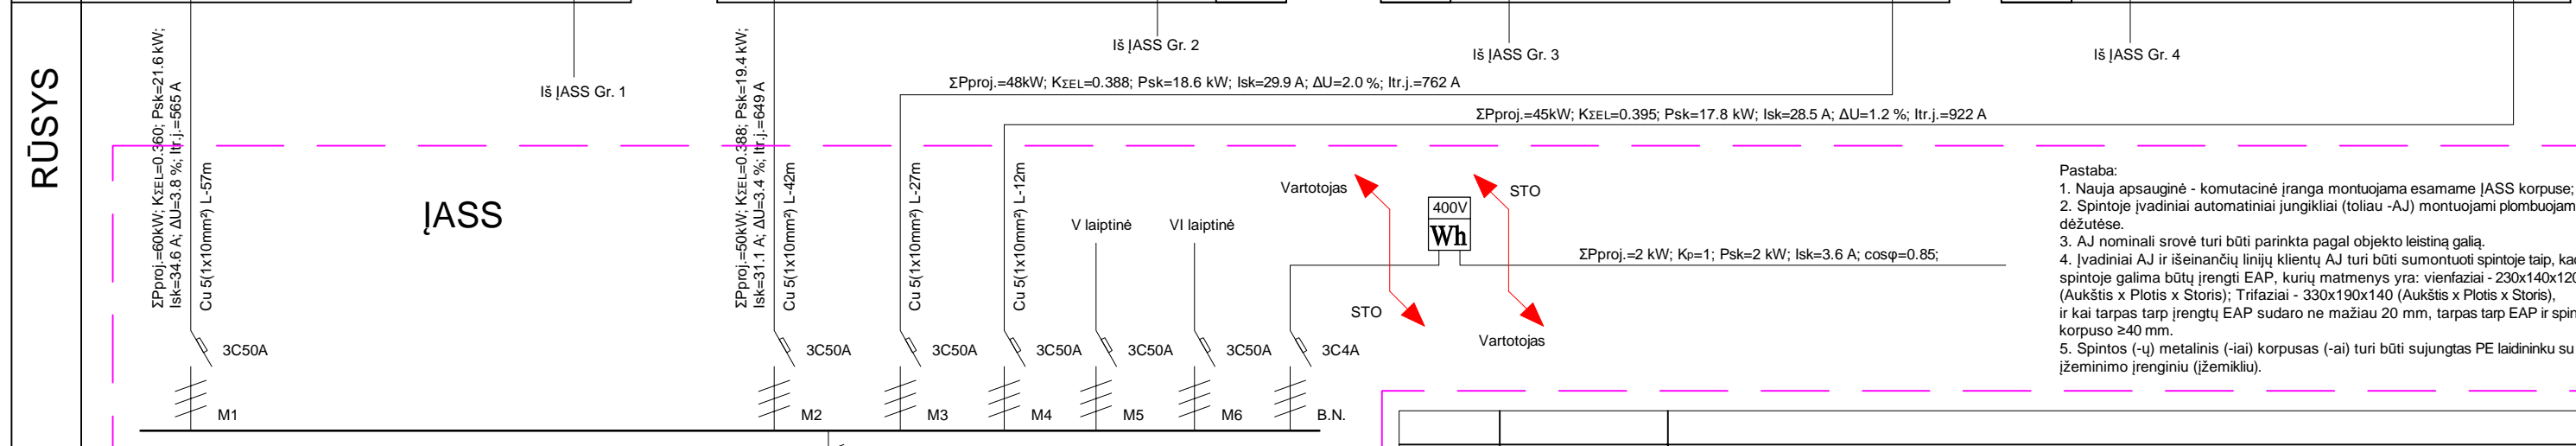 RŪSYS
ΣPproj.=60kW; KΣEL=0.360; Psk=21.6 kW;
Isk=34.6 A; ΔU=3.8 %; Itr.j.=565 A
Cu 5(1x10mm²) L-57m
Iš ĮASS Gr. 1
ĮASS
ΣPproj.=50kW; KΣEL=0.388; Psk=19.4 kW;
Isk=31.1 A; ΔU=3.4 %; Itr.j.=649 A
Cu 5(1x10mm²) L-42m
Iš ĮASS Gr. 2
Iš ĮASS Gr. 3
Iš ĮASS Gr. 4
ΣPproj.=48kW; KΣEL=0.388; Psk=18.6 kW; Isk=29.9 A; ΔU=2.0 %; Itr.j.=762 A
ΣPproj.=45kW; KΣEL=0.395; Psk=17.8 kW; Isk=28.5 A; ΔU=1.2 %; Itr.j.=922 A
Cu 5(1x10mm²) L-27m
Cu 5(1x10mm²) L-12m
V laiptinė
VI laiptinė
Vartotojas
STO
400V
Wh
STO
Vartotojas
ΣPproj.=2 kW; Kp=1; Psk=2 kW; Isk=3.6 A; cosφ=0.85;
3C50A
3C50A
3C50A
3C50A
3C50A
3C50A
3C4A
M1
M2
M3
M4
M5
M6
B.N.
Pastaba:
1. Nauja apsauginė - komutacinė įranga montuojama esamame ĮASS korpuse;
2. Spintoje įvadiniai automatiniai jungikliai (toliau -AJ) montuojami plombuojam
dėžutėse.
3. AJ nominali srovė turi būti parinkta pagal objekto leistiną galią.
4. Įvadiniai AJ ir išeinančių linijų klientų AJ turi būti sumontuoti spintoje taip, kad
spintoje galima būtų įrengti EAP, kurių matmenys yra: vienfaziai - 230x140x120
(Aukštis x Plotis x Storis); Trifaziai - 330x190x140 (Aukštis x Plotis x Storis),
ir kai tarpas tarp įrengtų EAP sudaro ne mažiau 20 mm, tarpas tarp EAP ir spin
korpuso ≥40 mm.
5. Spintos (-ų) metalinis (-iai) korpusas (-ai) turi būti sujungtas PE laidininku su
įžeminimo įrenginiu (įžemikliu).